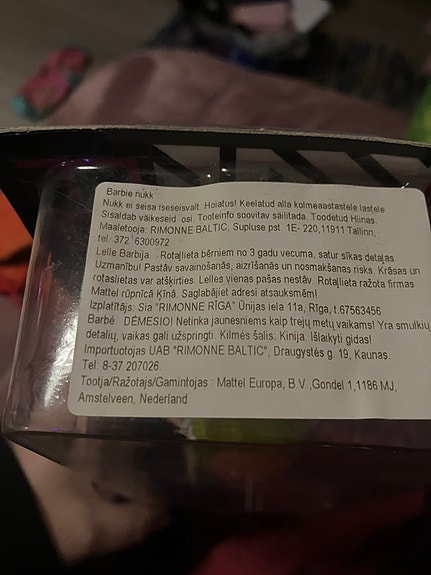 Barbie nukk
Nukk ei seisa iseseisvalt. Hoiatus! Keelatud alla kolmeaastastele lastele.
Sisaldab väikeseid osi. Tooteinfo soovitav säilitada. Toodetud Hiinas.
Maaletooja: RIMONNE BALTIC, Supluse pst. 1E- 220,11911 Tallinn,
tel. 372 6300972
Lelle Barbija. . Rotaļlieta bērniem no 3 gadu vecuma, satur sīkas detaļas
Uzmanību! Pastāv savainošanās, aizrīšanās un nosmakšanas risks. Krāsas un
rotaslietas var atšķirties. Lelles vienas pašas nestāv. Rotaļlieta ražota firmas
Mattel rūpnīcā Ķīnā. Saglabājiet adresi atsauksmēm!
Izplatītājs: Sia "RIMONNE RĪGA" Ūnijas iela 11a, Rīga, t.67563456
Barbė DĖMESIO! Netinka jaunesniems kaip trejų metų vaikams! Yra smulkių
detalių, vaikas gali užspringti. Kilmės šalis: Kinija. Išlaikyti gidas!
Importuotojas UAB "RIMONNE BALTIC", Draugystės g. 19, Kaunas.
Tel. 8-37 207026.
Tootja/Ražotajs/Gamintojas : Mattel Europa, B.V ,Gondel 1,1186 MJ,
Amsteveen, Nederland